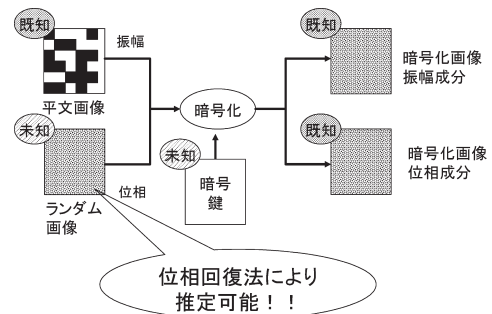 既知
振幅
平文画像
未知
位相
ランダム
画像
暗号化
未知
暗号
鍵
既知
暗号化画像
振幅成分
既知
暗号化画像
位相成分
位相回復法により
推定可能！！